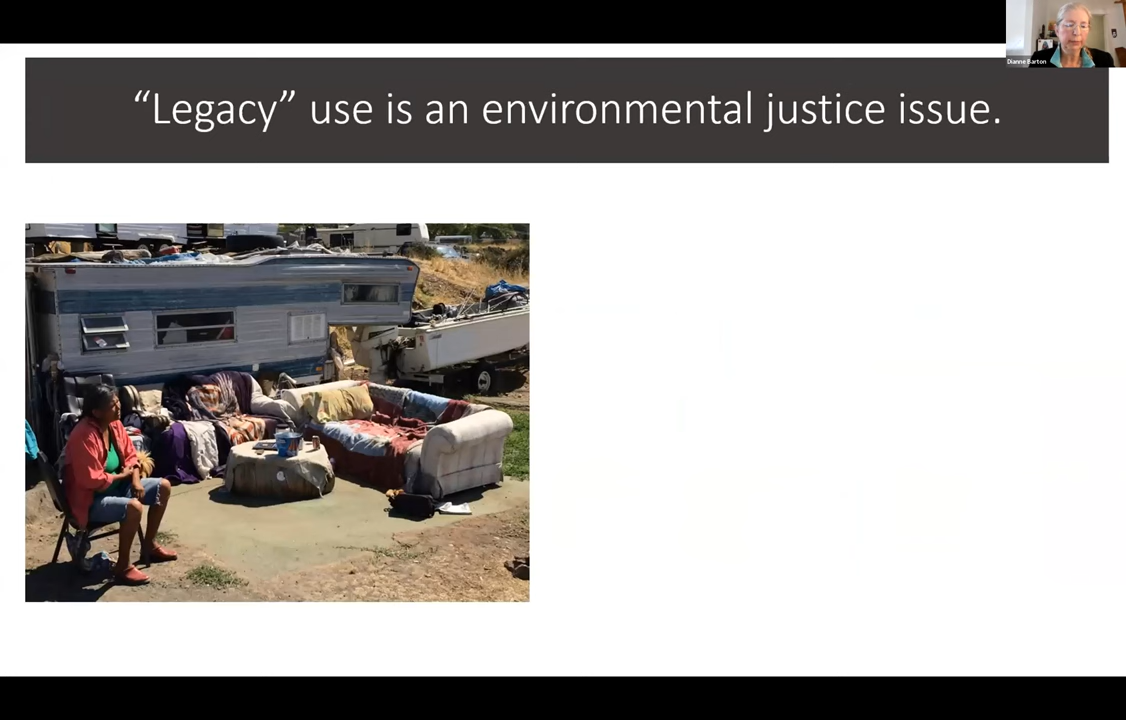 Dianne Barton
“Legacy” use is an environmental justice issue.